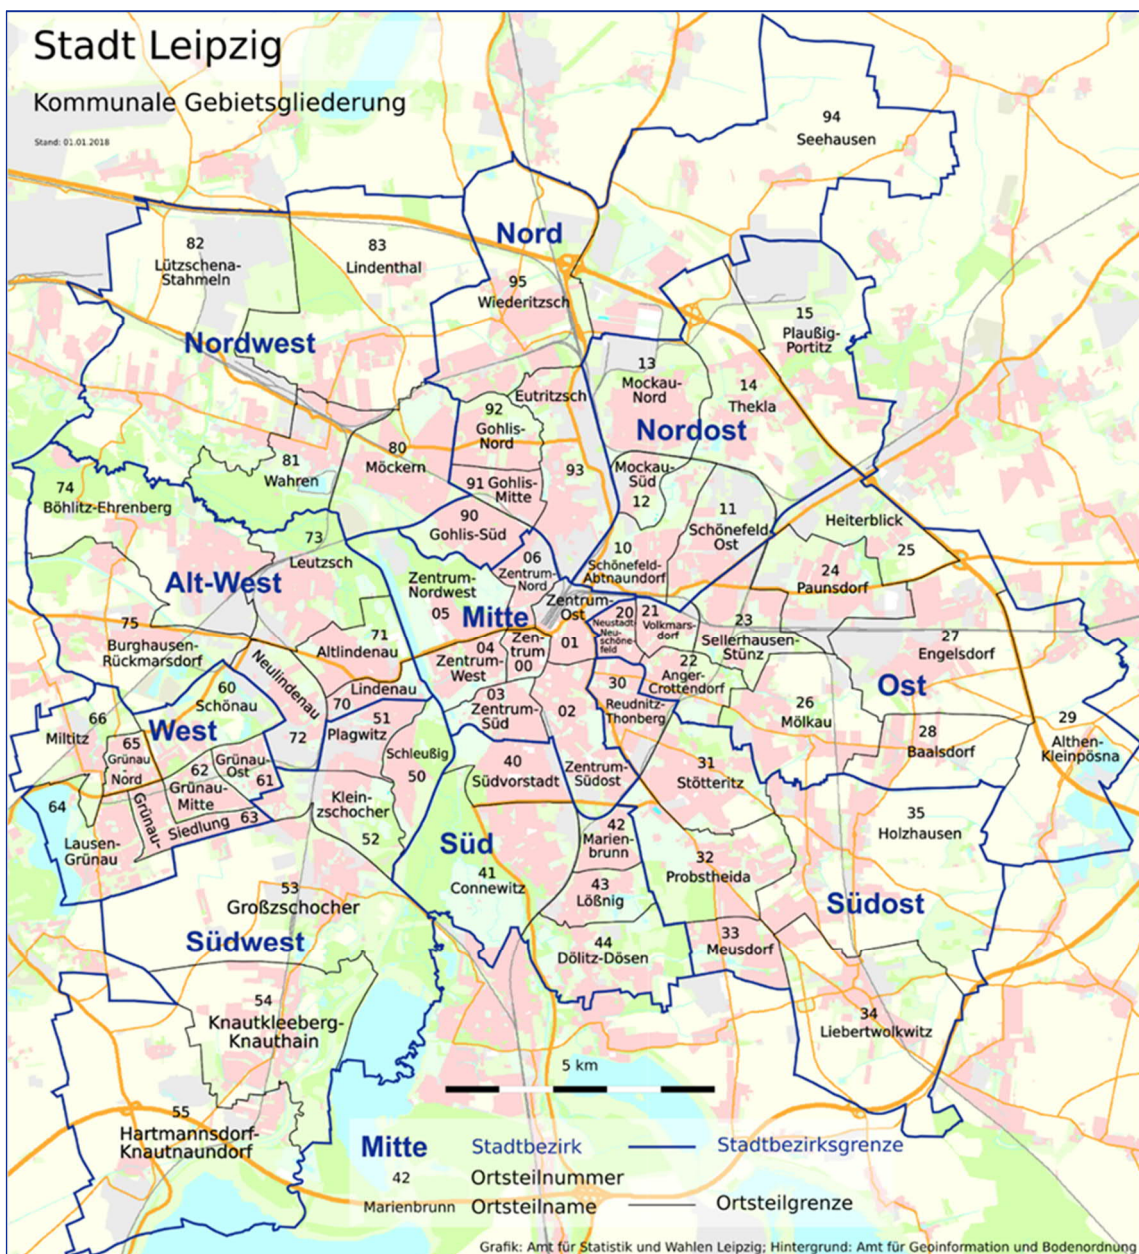 Stadt Leipzig
Kommunale Gebietsgliederung
Stand: 01.01.2018
94
Seehausen
82
Lützschena-
Stahmeln
83
Lindenthal
Nord
95
Wiederitzsch
15
Plaußig-
Portitz
Nordwest
13
Mockau-
Nord
14
Thekla
Nordost
Eutritzsch
92
Gohlis-
Nord
80
Möckern
93
81
Wahren
91 Gohlis-
Mitte
Mockau-
Süd
12
74
Böhlitz-Ehrenberg
11
Schönefeld-
Ost
Heiterblick
25
90
Gohlis-Süd
73
Leutzsch
06
Zentrum-
Nord
10
Schönefeld-
Abtnaundorf
24
Paunsdorf
Alt-West
Zentrum-
Nordwest
05
Mitte
Zentrum-
Ost
01
20
Neustadt-
Neu-
schöne-
feld
21
Volkmars-
dorf
23
Sellerhausen-
Stünz
75
Burghausen-
Rückmarsdorf
71
Altlindenau
04
Zentrum-
West
Zen-
trum
00
22
Anger-
Crottendorf
27
Engelsdorf
Ost
Neulindenau
60
Schönau
Lindenau
70
03
Zentrum-
Süd
02
30
Reudnitz-
Thonberg
26
Mölkau
66
Miltitz
West
72
51
Plagwitz
28
Baalsdorf
29
Althen-
Kleinpösna
65
Grünau
Nord
62
Grünau-
Mitte
Grünau-
Ost
61
Schleußig
50
40
Südvorstadt
Zentrum-
Südost
31
Stötteritz
64
Lausen-
Grünau
Grünau-
Siedlung 63
Klein-
zschocher
52
Süd
42
Marien-
brunn
35
Holzhausen
41
Connewitz
43
Lößnig
32
Probstheida
53
Großzschocher
Südwest
Südost
44
Dölitz-Dösen
33
Meusdorf
54
Knautkleeberg-
Knauthain
34
Liebertwolkwitz
5 km
55
Hartmannsdorf-
Knautnaundorf
Mitte Stadtbezirk Stadtbezirksgrenze
42 Ortsteilnummer
Marienbrunn Ortsteilname Ortsteilgrenze
Grafik: Amt für Statistik und Wahlen Leipzig; Hintergrund: Amt für Geoinformation und Bodenordnung